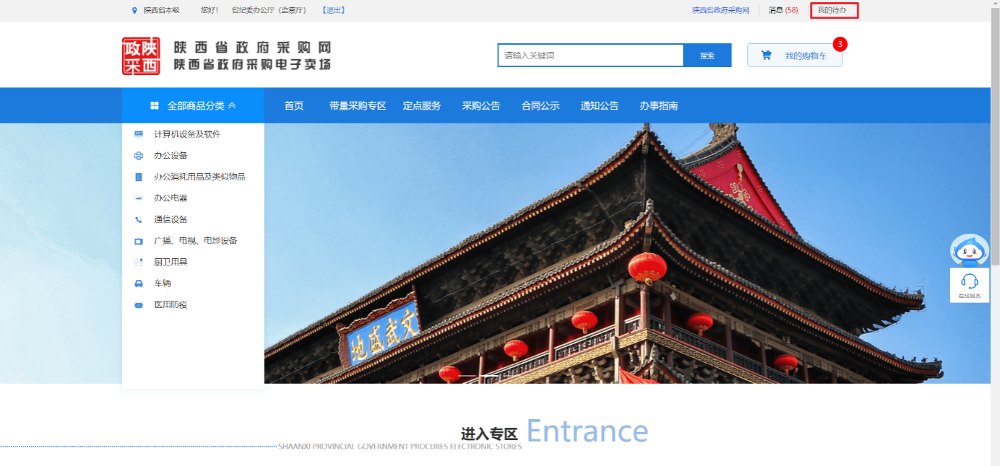 陕西省本级 您好! 省纪委办公厅（监察厅） 【退出】 陕西省政府采购网 消息 (58) 我的待办
政陕
采西
陕西省政府采购网
陕西省政府采购电子卖场
请输入关键词 搜索 我的购物车 3
全部商品分类 首页 带量采购专区 定点服务 采购公告 合同公示 通知公告 办事指南
计算机设备及软件
办公设备
办公消耗用品及类似物品
办公电器
通信设备
广播、电视、电影设备
厨卫用具
车辆
医用防疫
地盛武文
在线服务
进入专区 Entrance
SHAANXI PROVINCIAL GOVERNMENT PROCURES ELECTRONIC STORES